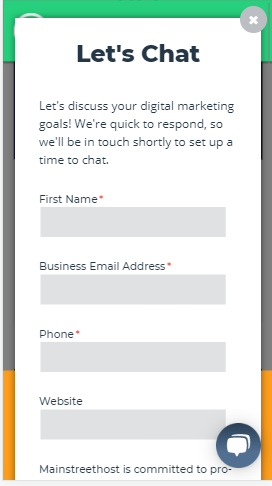 Let's Chat
Let's discuss your digital marketing
goals! We're quick to respond, so
we'll be in touch shortly to set up a
time to chat.
First Name*
Business Email Address*
Phone*
Website
Mainstreethost is committed to pro-